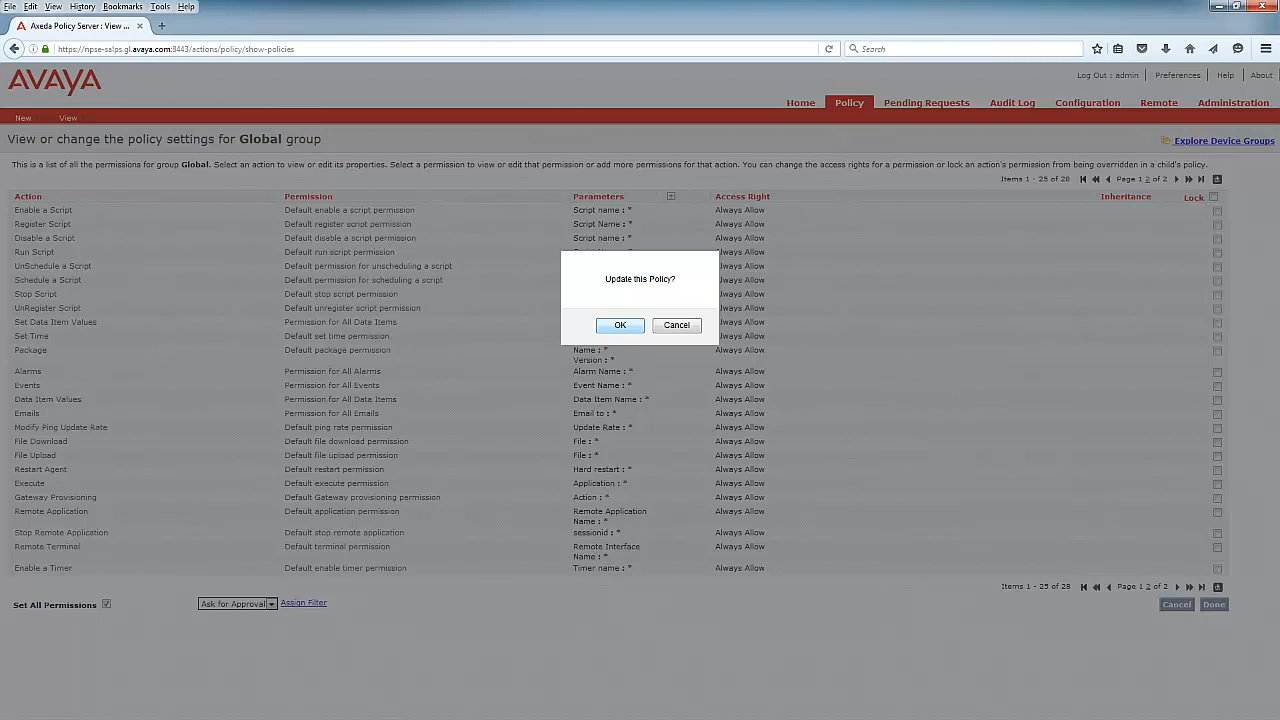 File Edit View History Bookmarks Tools Help
Axeda Policy Server : View ...
https://npse-salps.gl.avaya.com:8443/actions/policy/show-policies
Search
AVAYA
Log Out : admin Preferences Help About
Home Policy Pending Requests Audit Log Configuration Remote Administration
New View
View or change the policy settings for Global group
Explore Device Groups
This is a list of all the permissions for group Global. Select an action to view or edit its properties. Select a permission to view or edit that permission or add more permissions for that action. You can change the access rights for a permission or lock an action's permission from being overridden in a child's policy.
Items 1 - 25 of 28 Page 1 2 of 2
Action Permission Parameters Access Right Inheritance Lock
Enable a Script Default enable a script permission Script name : * Always Allow
Register Script Default register script permission Script name : * Always Allow
Disable a Script Default disable a script permission Script name : * Always Allow
Run Script Default run script permission Always Allow
UnSchedule a Script Default permission for unscheduling a script Always Allow
Schedule a Script Default permission for scheduling a script Always Allow
Stop Script Default stop script permission Always Allow
UnRegister Script Default unregister script permission Always Allow
Set Data Item Values Permission for All Data Items Always Allow
Set Time Default set time permission Always Allow
Package Default package permission Name : * Always Allow
Version : *
Alarms Permission for All Alarms Alarm Name : * Always Allow
Events Permission for All Events Event Name : * Always Allow
Data Item Values Permission for All Data Items Data Item Name : * Always Allow
Emails Permission for All Emails Email to : * Always Allow
Modify Ping Update Rate Default ping rate permission Update Rate : * Always Allow
File Download Default file download permission File : * Always Allow
File Upload Default file upload permission File : * Always Allow
Restart Agent Default restart permission Hard restart : * Always Allow
Execute Default execute permission Application : * Always Allow
Gateway Provisioning Default Gateway provisioning permission Action : * Always Allow
Remote Application Default application permission Remote Application Always Allow
Name : *
Stop Remote Application Default stop remote application sessionid : * Always Allow
Remote Terminal Default terminal permission Remote Interface Always Allow
Name : *
Enable a Timer Default enable timer permission Timer name : * Always Allow
Update this Policy?
OK Cancel
Items 1 - 25 of 28 Page 1 2 of 2
Set All Permissions Ask for Approval Assign Filter
Cancel Done